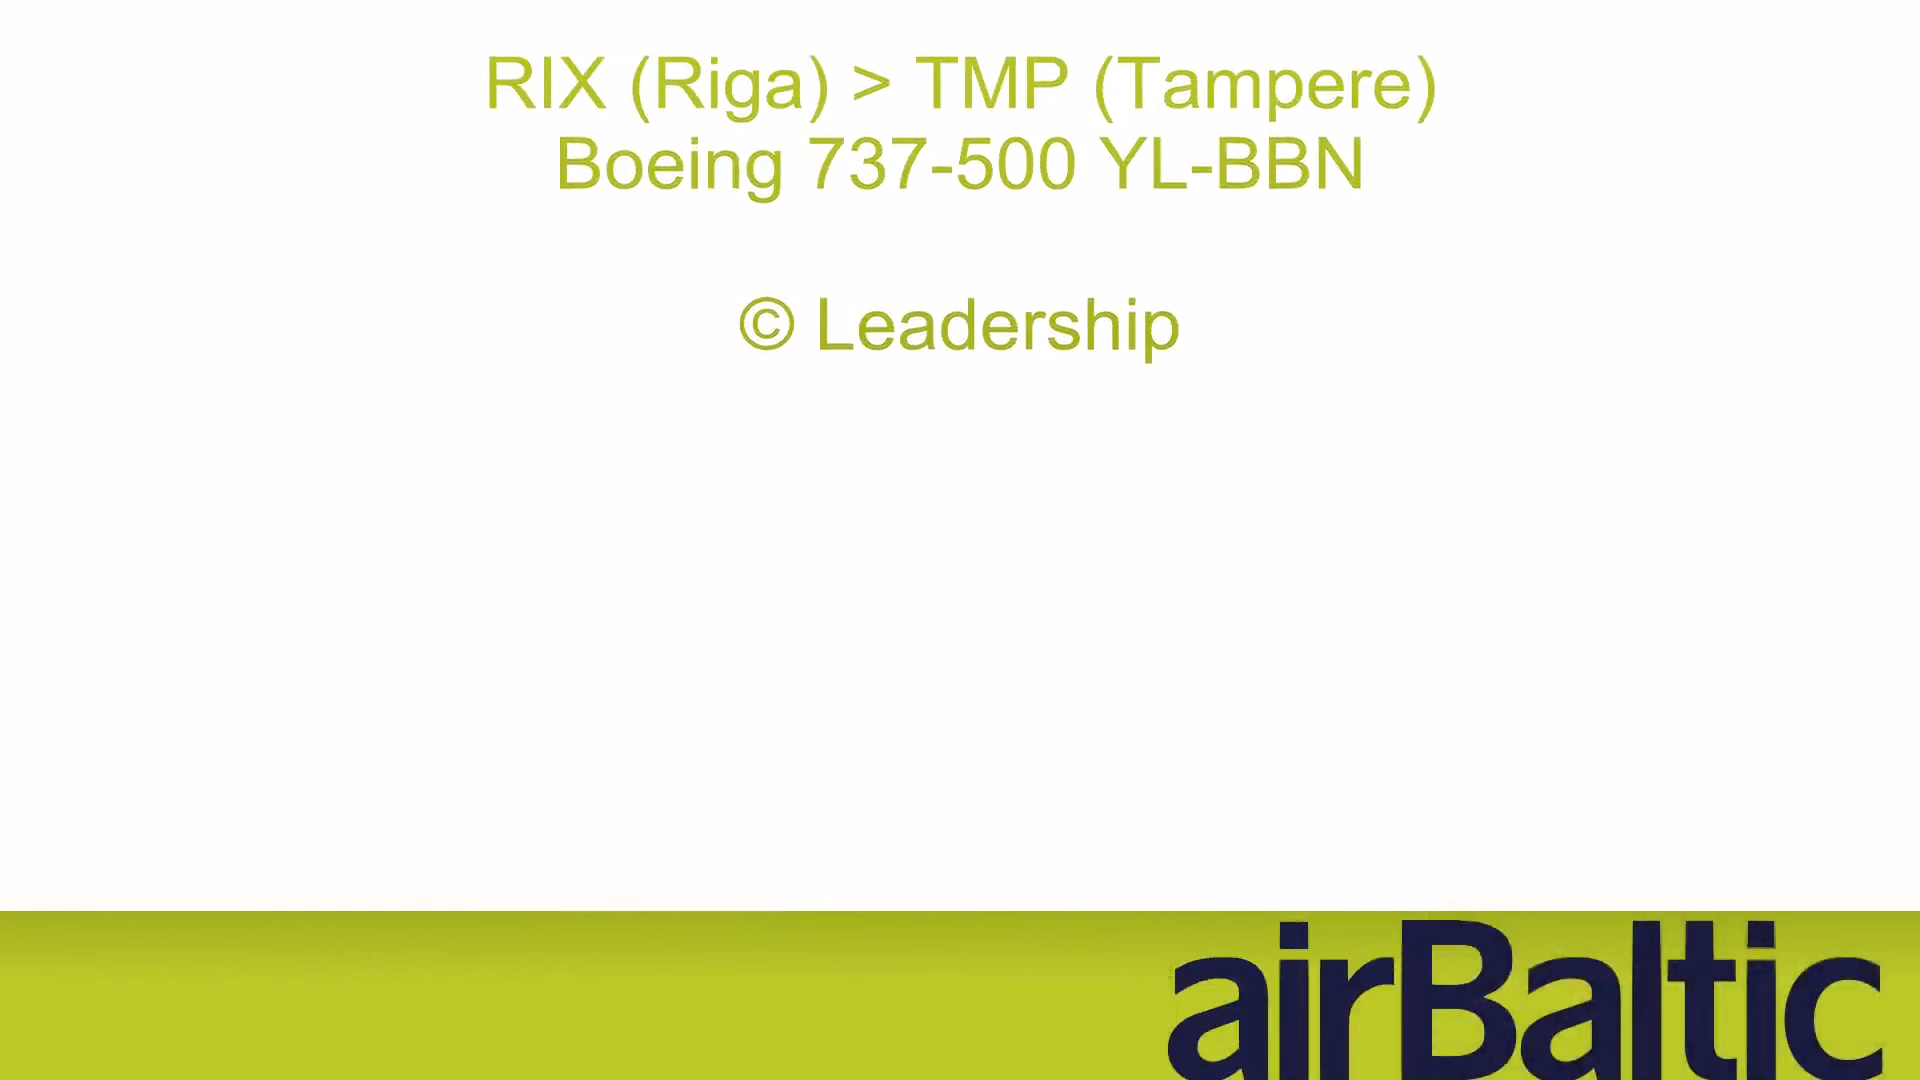 RIX (Riga) > TMP (Tampere)
Boeing 737-500 YL-BBN
© Leadership
airBaltic